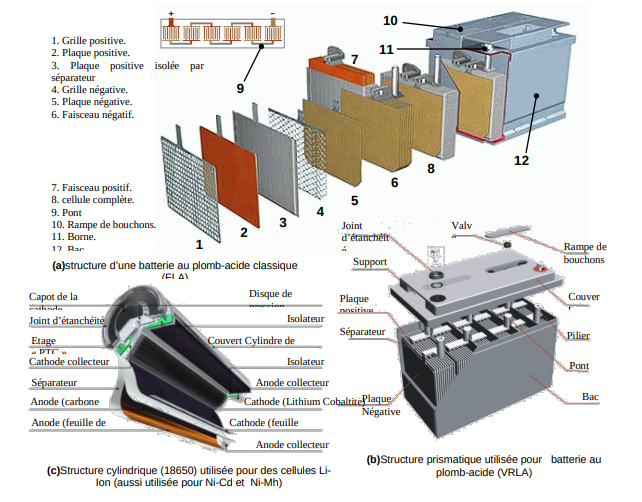 + –
1. Grille positive.
2. Plaque positive.
3. Plaque positive isolée par
séparateur
4. Grille négative.
5. Plaque négative.
6. Faisceau négatif.
7. Faisceau positif.
8. cellule complète.
9. Pont
10. Rampe de bouchons.
11. Borne.
12. Bac
10
11
7
9
12
8
6
5
4
3
2
1
(a)structure d'une batterie au plomb-acide classique
(FLA)
Joint
d'étanchéité
Valv
Rampe de
bouchons
Support
Couver
Plaque
positive
Séparateur
Pilier
Pont
Plaque
Négative
Bac
(b)Structure prismatique utilisée pour batterie au
plomb-acide (VRLA)
Capot de la
cathode
Disque de
pression
Joint d'étanchéité
Isolateur
Etage
« PTC »
Couvert Cylindre de
Cathode collecteur
Isolateur
Séparateur
Anode collecteur
Anode (carbone
Cathode (Lithium Cobaltite)
Anode (feuille de
Cathode (feuille
Anode collecteur
(c)Structure cylindrique (18650) utilisée pour des cellules Li-
Ion (aussi utilisée pour Ni-Cd et Ni-Mh)